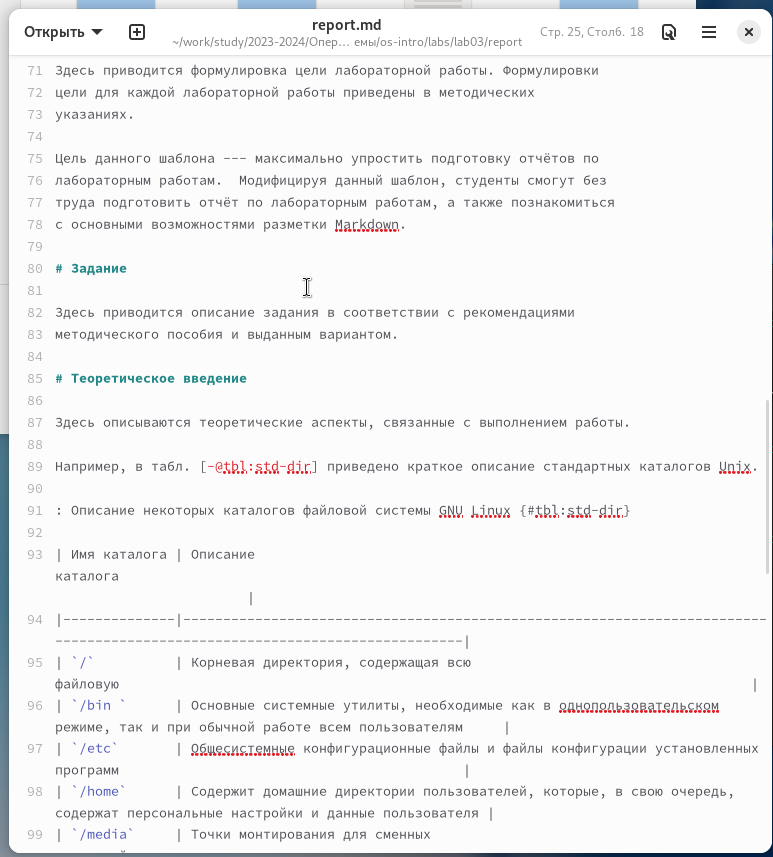 Открыть
report.md
~/work/study/2023-2024/Опер… емы/os-intro/labs/lab03/report
Стр. 25, Столб. 18
71 Здесь приводится формулировка цели лабораторной работы. Формулировки
72 цели для каждой лабораторной работы приведены в методических
73 указаниях.
74
75 Цель данного шаблона --- максимально упростить подготовку отчётов по
76 лабораторным работам.  Модифицируя данный шаблон, студенты смогут без
77 труда подготовить отчёт по лабораторным работам, а также познакомиться
78 с основными возможностями разметки Markdown.
79
80 # Задание
81
82 Здесь приводится описание задания в соответствии с рекомендациями
83 методического пособия и выданным вариантом.
84
85 # Теоретическое введение
86
87 Здесь описываются теоретические аспекты, связанные с выполнением работы.
88
89 Например, в табл. [-@tbl:std-dir] приведено краткое описание стандартных каталогов Unix.
90
91 : Описание некоторых каталогов файловой системы GNU Linux {#tbl:std-dir}
92
93 | Имя каталога | Описание
каталога
|
94 |--------------|-------------------------------------------------------------------------
---------------------------------------------------|
95 | `/`          | Корневая директория, содержащая всю
файловую |
96 | `/bin `      | Основные системные утилиты, необходимые как в однопользовательском
режиме, так и при обычной работе всем пользователям     |
97 | `/etc`       | Общесистемные конфигурационные файлы и файлы конфигурации установленных
программ |
98 | `/home`      | Содержит домашние директории пользователей, которые, в свою очередь,
содержат персональные настройки и данные пользователя |
99 | `/media`     | Точки монтирования для сменных